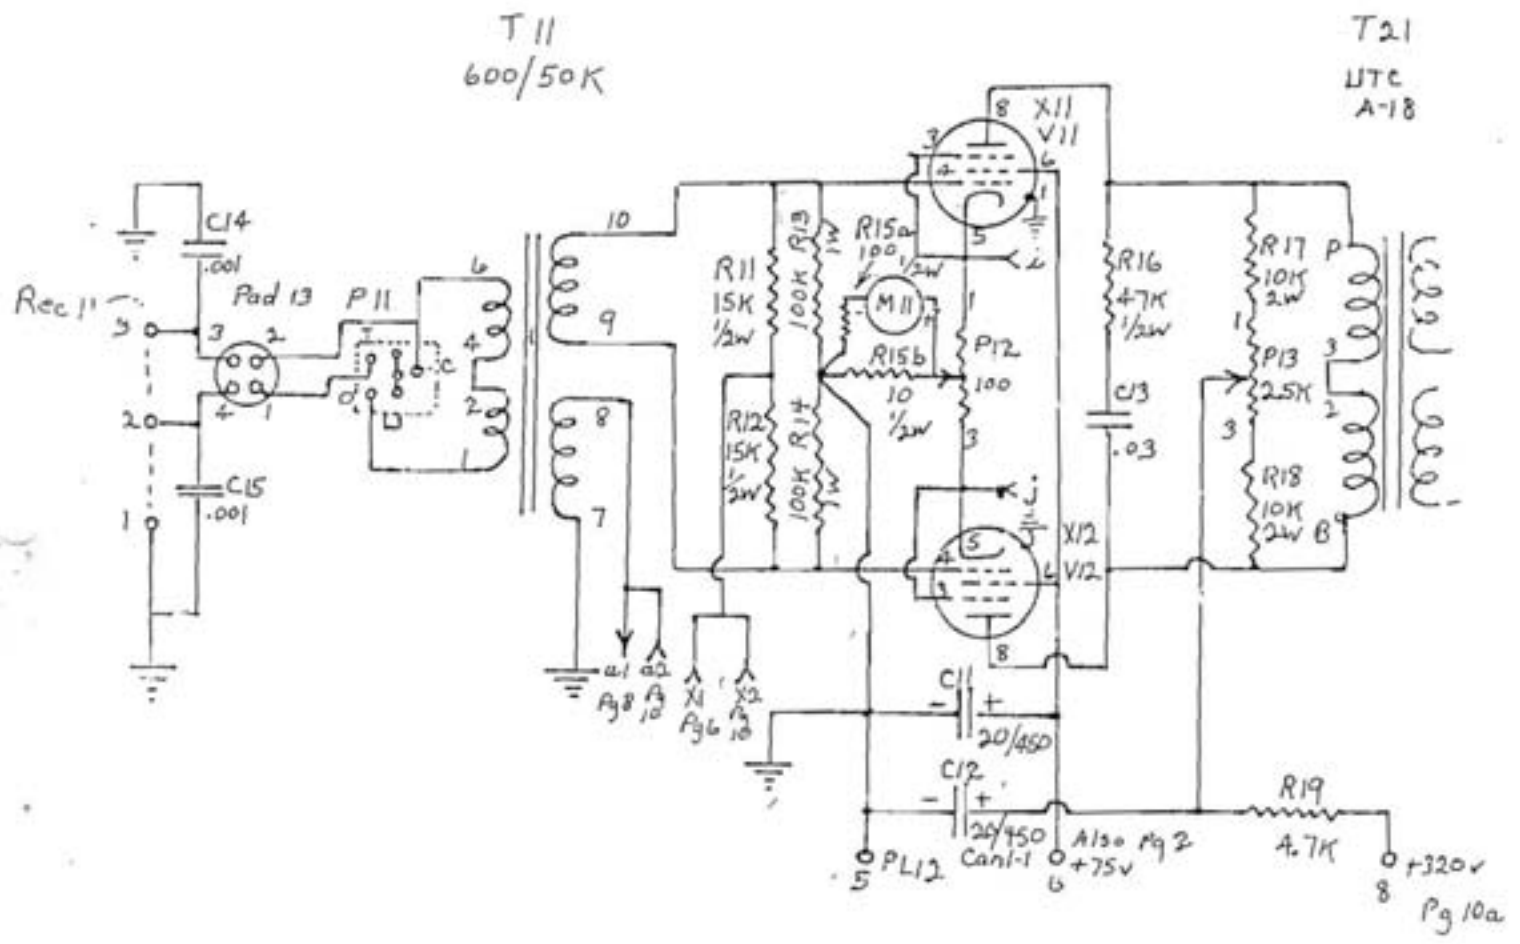 T 11
600/50K
T 21
UTC
A-18
C14
.001
Rec 11
3
2
1
Pad 13
3
2
4
1
P 11
C
C15
.001
6
4
2
1
10
9
8
7
R11
15K
1/2W
R12
15K
1/2W
R13
1W
100K
R14
100K
1W
R15a
100
1/2W
M 11
-
+
R15b
10
1/2W
1
P12
100
3
X11
V11
8
3
4
6
1
5
i
i
X12
V12
5
4
6
8
R16
47K
1/2W
C13
.03
R17
10K
2W
1
P13
2.5K
3
R18
10K
2W
P
3
2
B
a1
Pg 8
a2
Pg
10
X1
Pg 6
X2
Pg
10
C11
- +
20/450
C12
- +
20/450
Can1-1
R19
4.7K
5
PL12
6
Also Pg 2
+75v
8
+320v
Pg 10a